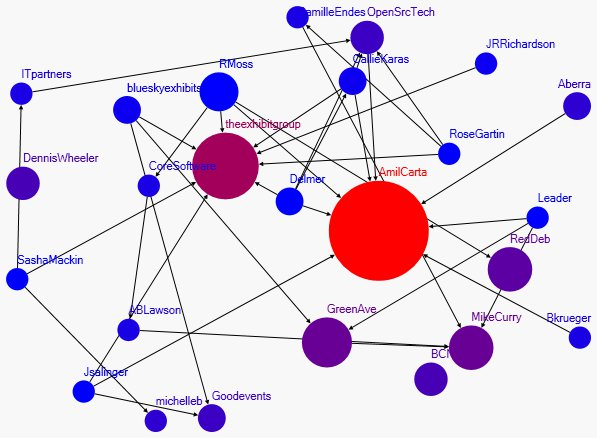 CamilleEndes
OpenSrcTech
JRRichardson
CallieKaras
RMoss
ITpartners
blueskyexhibits
Aberra
theexhibitgroup
RoseGartin
DennisWheeler
CoreSoftware
AmilCarta
Delmer
Leader
RedDeb
SashaMackin
ABLawson
GreenAve
MikeCurry
Bkrueger
Jsalinger
michelleb
Goodevents